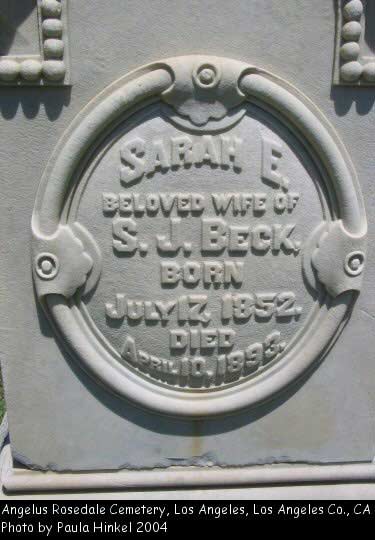 SARAH E.
BELOVED WIFE OF
S. J. BECK,
BORN
JULY 17, 1852.
DIED
APRIL 10, 1893.
Angelus Rosedale Cemetery, Los Angeles, Los Angeles Co., CA
Photo by Paula Hinkel 2004